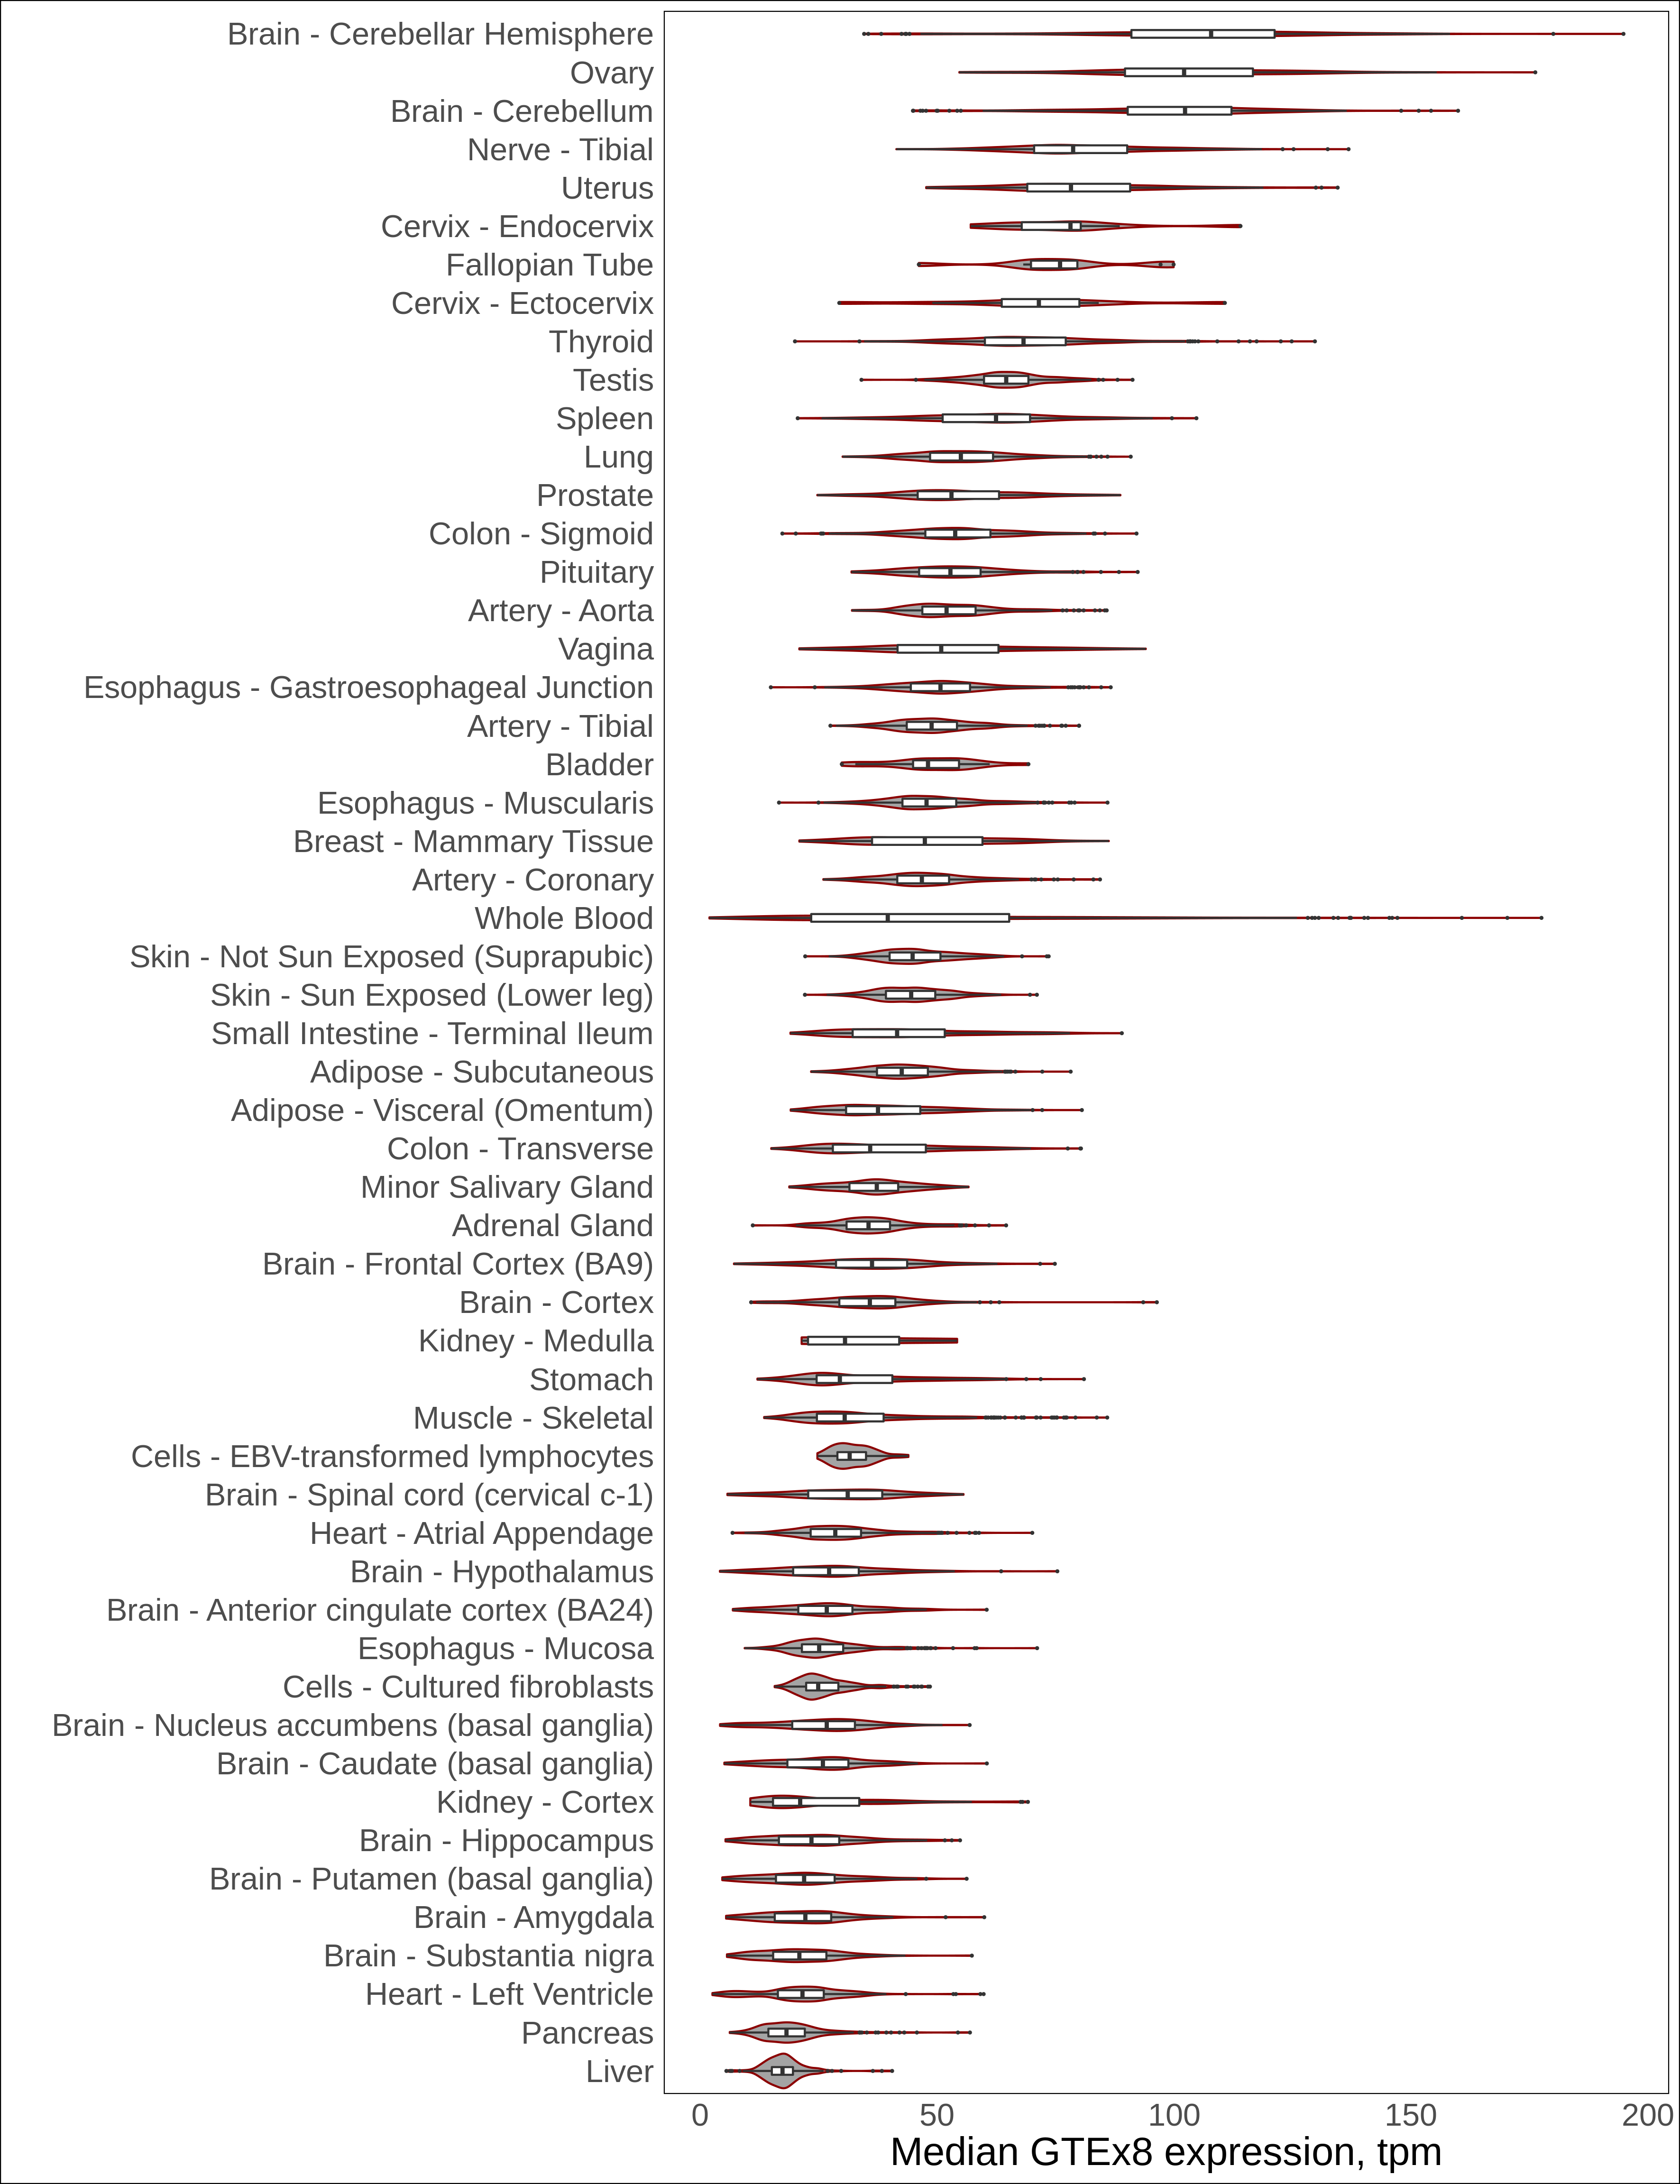 Brain - Cerebellar Hemisphere
Ovary
Brain - Cerebellum
Nerve - Tibial
Uterus
Cervix - Endocervix
Fallopian Tube
Cervix - Ectocervix
Thyroid
Testis
Spleen
Lung
Prostate
Colon - Sigmoid
Pituitary
Artery - Aorta
Vagina
Esophagus - Gastroesophageal Junction
Artery - Tibial
Bladder
Esophagus - Muscularis
Breast - Mammary Tissue
Artery - Coronary
Whole Blood
Skin - Not Sun Exposed (Suprapubic)
Skin - Sun Exposed (Lower leg)
Small Intestine - Terminal Ileum
Adipose - Subcutaneous
Adipose - Visceral (Omentum)
Colon - Transverse
Minor Salivary Gland
Adrenal Gland
Brain - Frontal Cortex (BA9)
Brain - Cortex
Kidney - Medulla
Stomach
Muscle - Skeletal
Cells - EBV-transformed lymphocytes
Brain - Spinal cord (cervical c-1)
Heart - Atrial Appendage
Brain - Hypothalamus
Brain - Anterior cingulate cortex (BA24)
Esophagus - Mucosa
Cells - Cultured fibroblasts
Brain - Nucleus accumbens (basal ganglia)
Brain - Caudate (basal ganglia)
Kidney - Cortex
Brain - Hippocampus
Brain - Putamen (basal ganglia)
Brain - Amygdala
Brain - Substantia nigra
Heart - Left Ventricle
Pancreas
Liver
0 50 100 150 200
Median GTEx8 expression, tpm